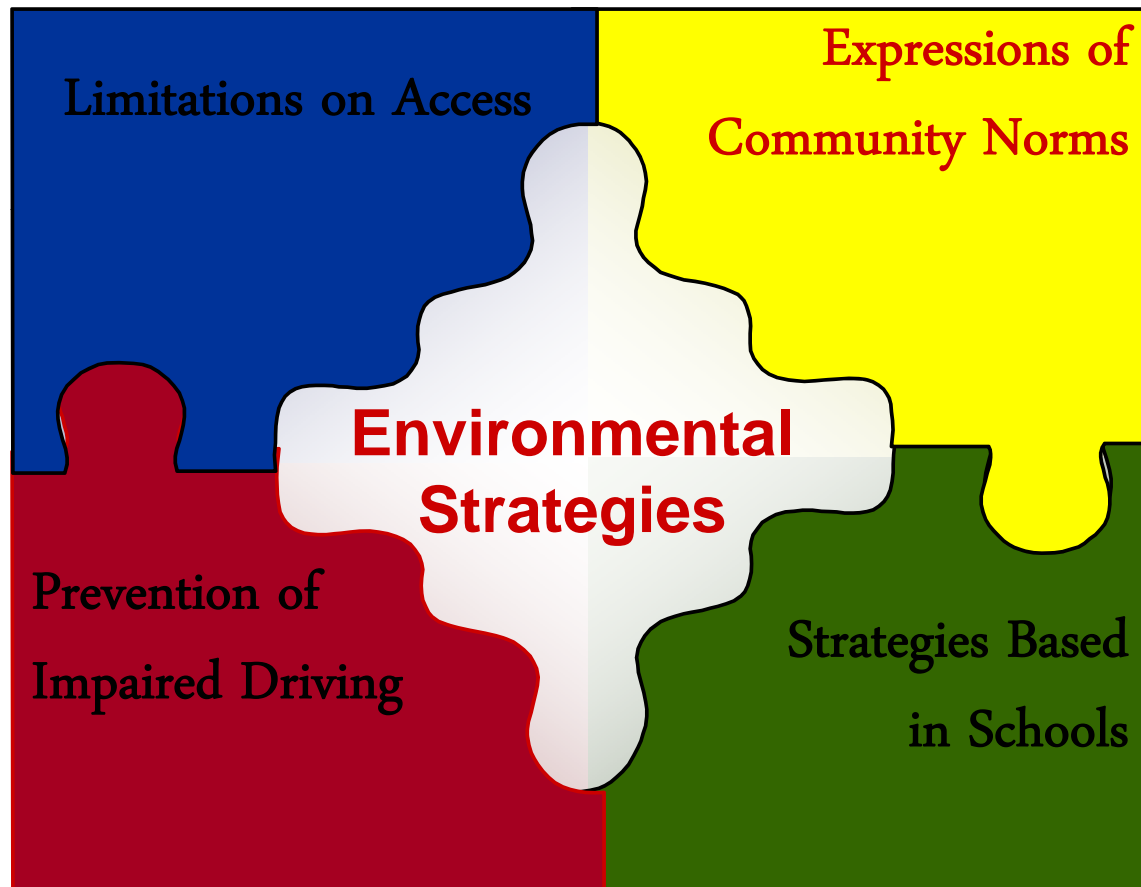 Limitations on Access
Expressions of
Community Norms
Environmental
Strategies
Prevention of
Impaired Driving
Strategies Based
in Schools